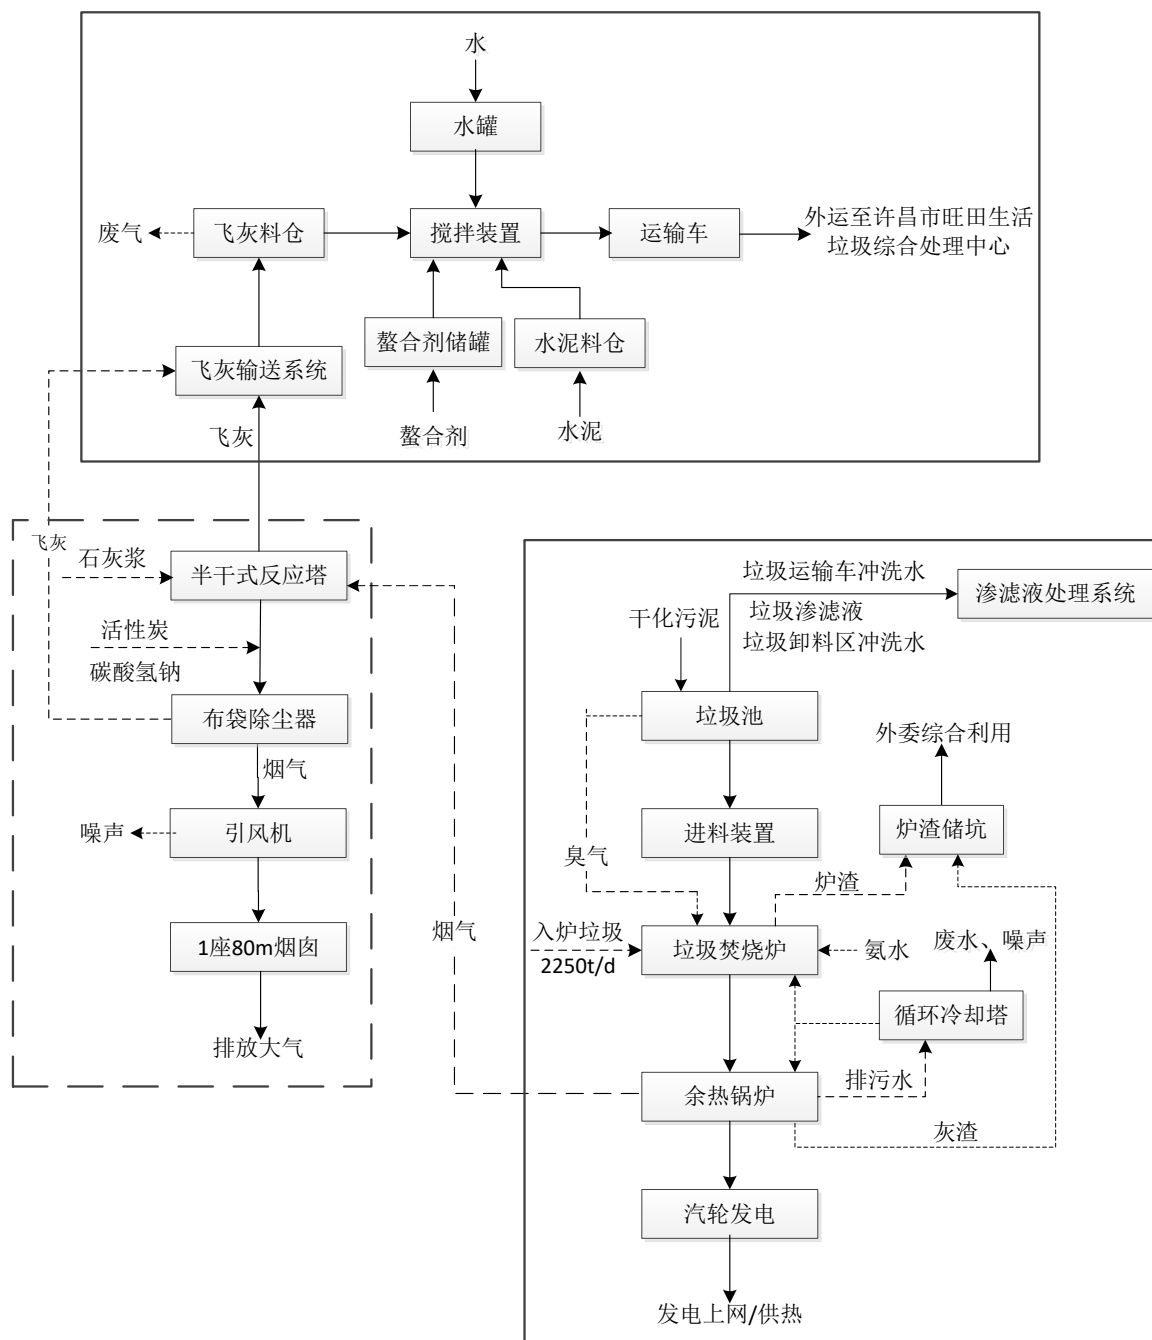 水
水罐
废气
飞灰料仓
搅拌装置
运输车
外运至许昌市旺田生活
垃圾综合处理中心
飞灰输送系统
螯合剂储罐
水泥料仓
飞灰
螯合剂
水泥
飞灰
石灰浆
半干式反应塔
活性炭
碳酸氢钠
布袋除尘器
烟气
噪声
引风机
1座80m烟囱
排放大气
烟气
垃圾运输车冲洗水
渗滤液处理系统
干化污泥
垃圾渗滤液
垃圾卸料区冲洗水
垃圾池
外委综合利用
进料装置
炉渣储坑
臭气
炉渣
入炉垃圾
2250t/d
垃圾焚烧炉
氨水
废水、噪声
循环冷却塔
余热锅炉
排污水
灰渣
汽轮发电
发电上网/供热